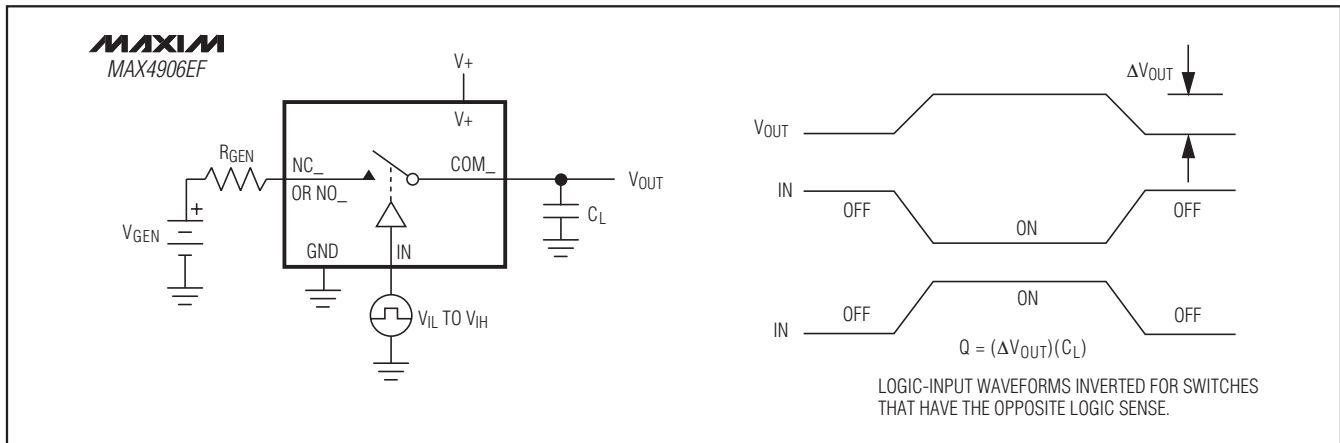 MAXIM
MAX4906EF
V+
V+
RGEN
NC_
OR NO_
COM_
VOUT
CL
VGEN
+
GND
IN
VIL TO VIH
ΔVOUT
VOUT
IN
OFF
ON
OFF
IN
OFF
ON
OFF
Q = (ΔVOUT)(CL)
LOGIC-INPUT WAVEFORMS INVERTED FOR SWITCHES
THAT HAVE THE OPPOSITE LOGIC SENSE.